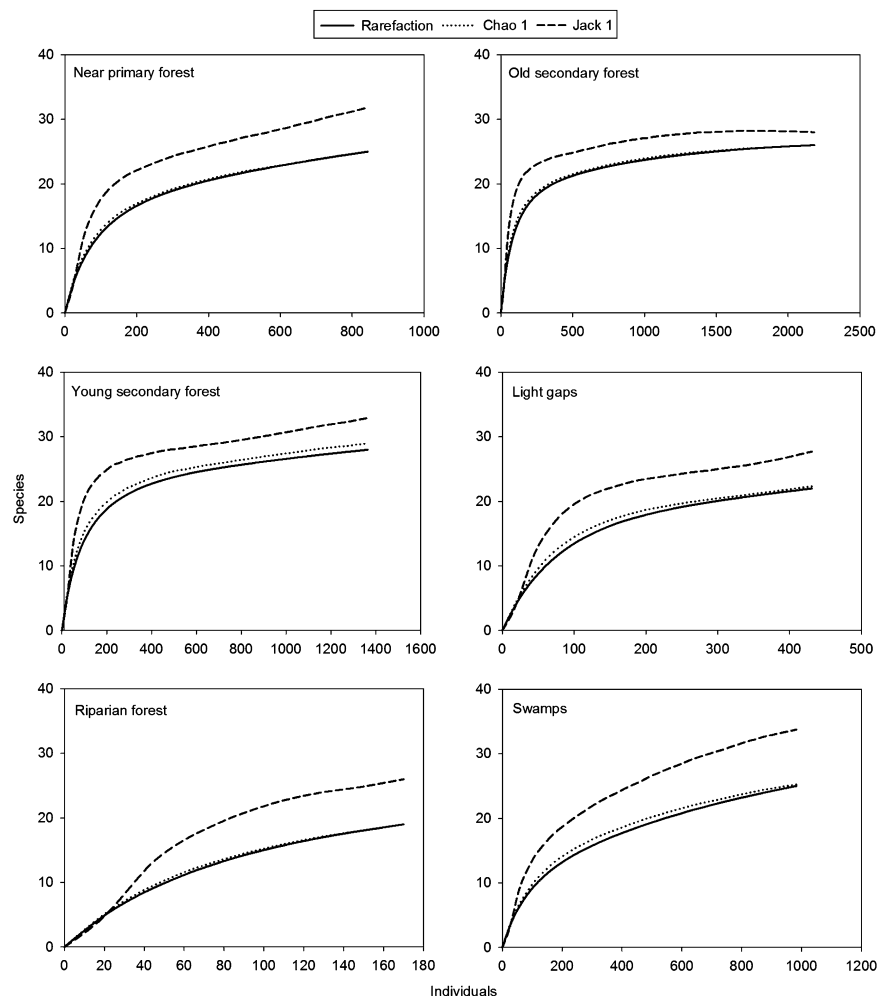 Rarefaction Chao 1 Jack 1
Near primary forest
40
30
20
10
0
0 200 400 600 800 1000
Old secondary forest
40
30
20
10
0
0 500 1000 1500 2000 2500
Young secondary forest
40
30
20
10
0
0 200 400 600 800 1000 1200 1400 1600
Species
Light gaps
40
30
20
10
0
0 100 200 300 400 500
Riparian forest
40
30
20
10
0
0 20 40 60 80 100 120 140 160 180
Swamps
40
30
20
10
0
0 200 400 600 800 1000 1200
Individuals